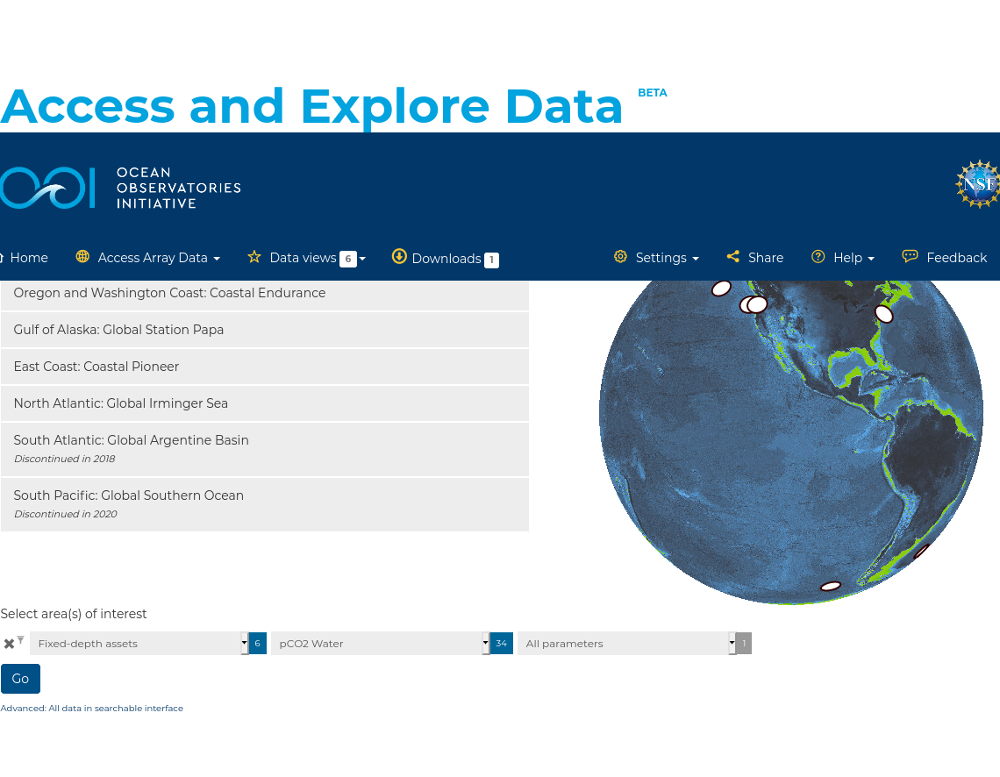 Access and Explore Data BETA
OCEAN
OBSERVATORIES
INITIATIVE
NSF
Home Access Array Data Data views 6 Downloads 1 Settings Share Help Feedback
Oregon and Washington Coast: Coastal Endurance
Gulf of Alaska: Global Station Papa
East Coast: Coastal Pioneer
North Atlantic: Global Irminger Sea
South Atlantic: Global Argentine Basin
Discontinued in 2018
South Pacific: Global Southern Ocean
Discontinued in 2020
Select area(s) of interest
Fixed-depth assets 6 pCO2 Water 34 All parameters 1
Go
Advanced: All data in searchable interface